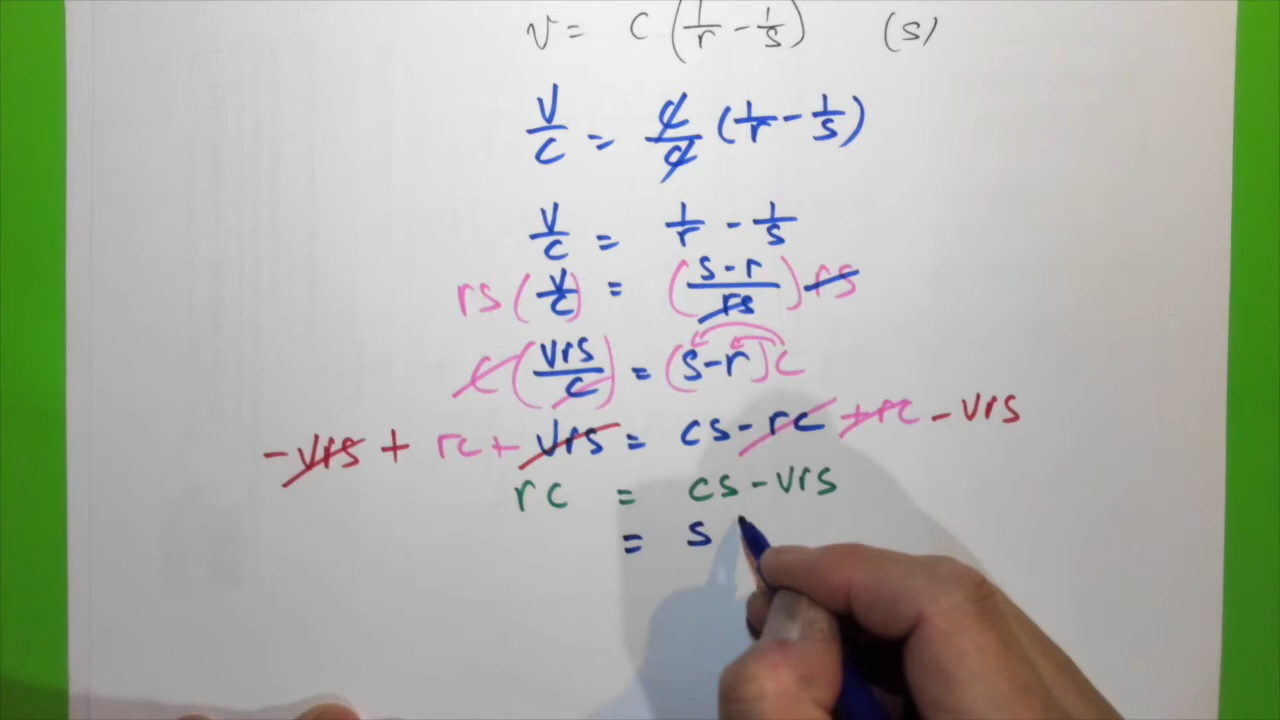 v = c (1/r - 1/s) (s)
v/c = c/c (1/r - 1/s)
v/c = 1/r - 1/s
rs (v/c) = (s-r/rs) rs
c (vrs/c) = (s-r) c
-vrs + rc + vrs = cs - rc + rc - vrs
rc = cs - vrs
= s